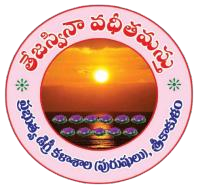 తేజస్వినా వధీతమస్తు
ప్రభుత్వ డిగ్రీ కళాశాల (పురుషులు), శ్రీకాకుళం